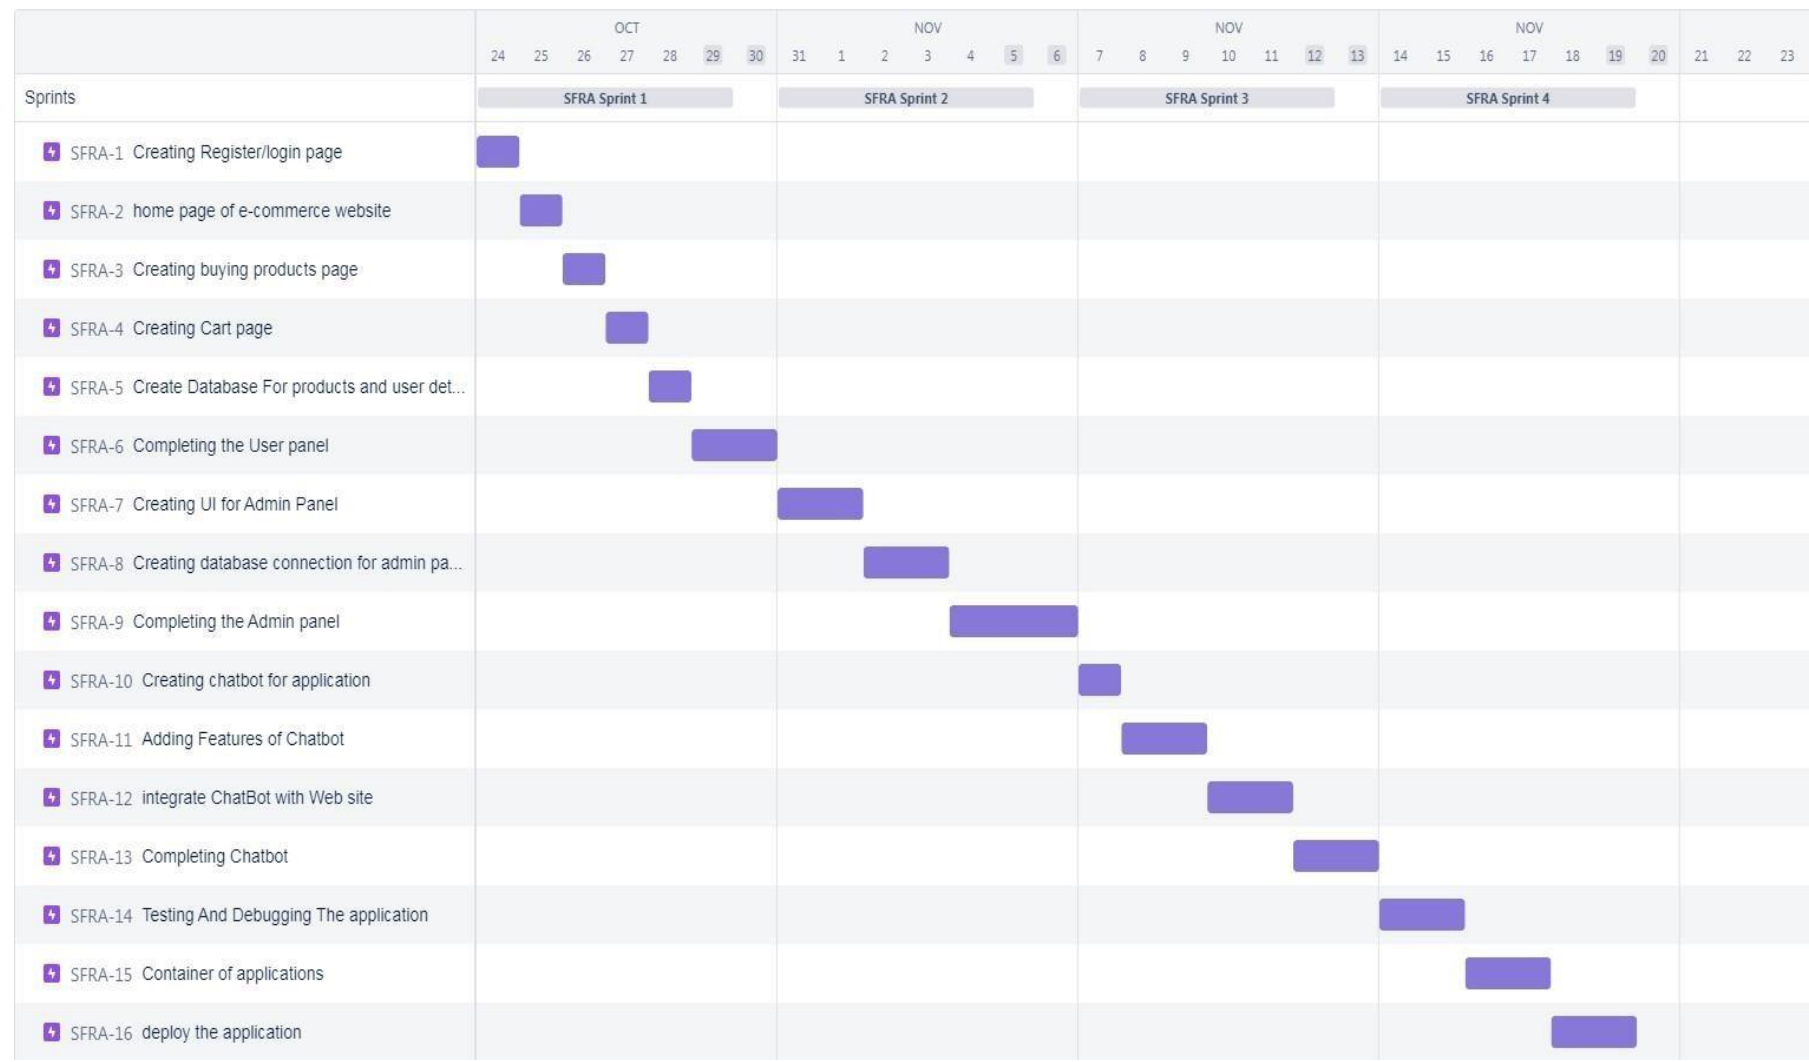 OCT NOV NOV NOV
24 25 26 27 28 29 30 31 1 2 3 4 5 6 7 8 9 10 11 12 13 14 15 16 17 18 19 20 21 22 23
Sprints SFRA Sprint 1 SFRA Sprint 2 SFRA Sprint 3 SFRA Sprint 4
SFRA-1 Creating Register/login page
SFRA-2 home page of e-commerce website
SFRA-3 Creating buying products page
SFRA-4 Creating Cart page
SFRA-5 Create Database For products and user det...
SFRA-6 Completing the User panel
SFRA-7 Creating UI for Admin Panel
SFRA-8 Creating database connection for admin pa...
SFRA-9 Completing the Admin panel
SFRA-10 Creating chatbot for application
SFRA-11 Adding Features of Chatbot
SFRA-12 integrate ChatBot with Web site
SFRA-13 Completing Chatbot
SFRA-14 Testing And Debugging The application
SFRA-15 Container of applications
SFRA-16 deploy the application